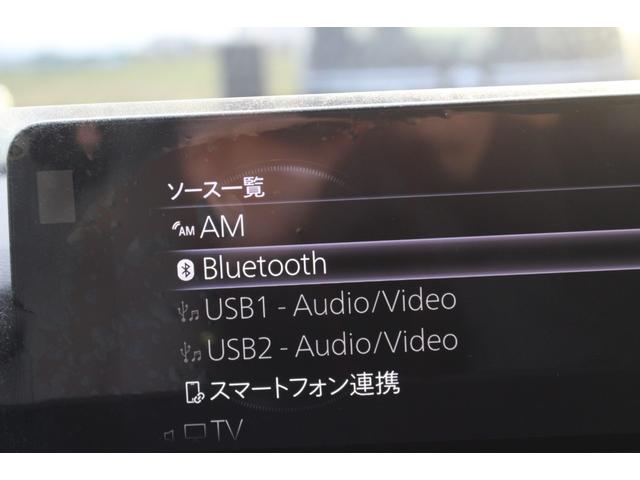 ソース一覧
AM AM
Bluetooth
USB1 - Audio/Video
USB2 - Audio/Video
スマートフォン連携
TV